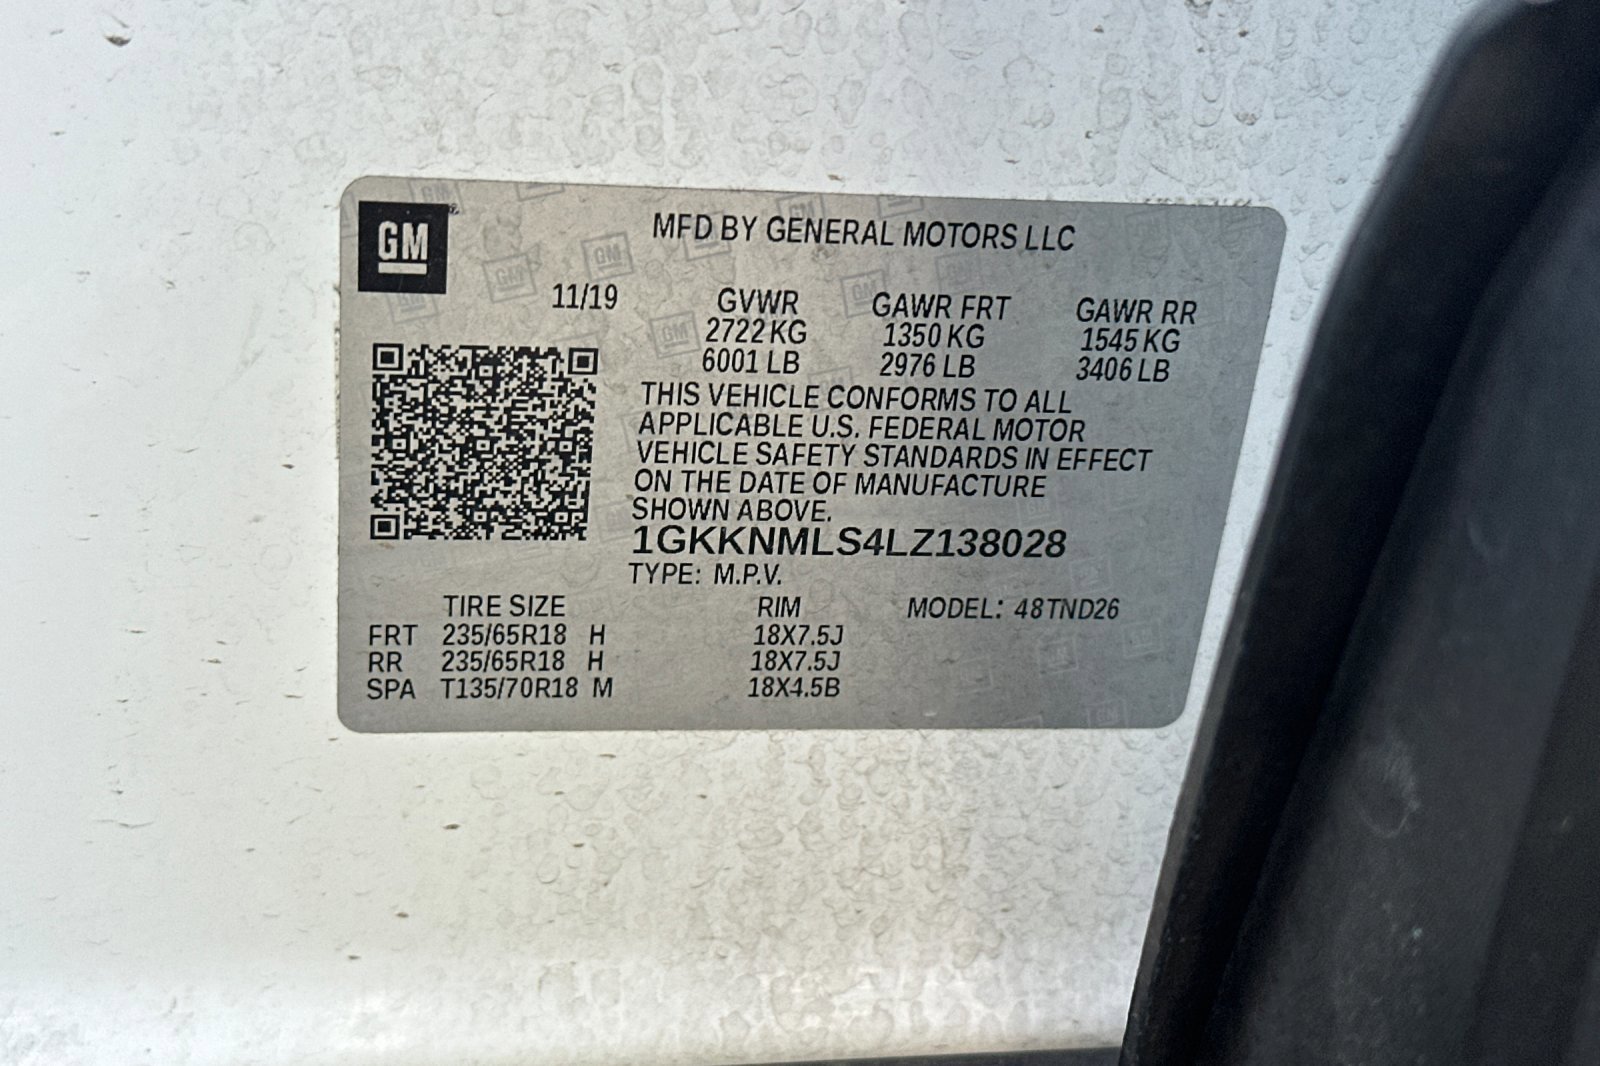 GM
MFD BY GENERAL MOTORS LLC
11/19 GVWR GAWR FRT GAWR RR
2722 KG 1350 KG 1545 KG
6001 LB 2976 LB 3406 LB
THIS VEHICLE CONFORMS TO ALL
APPLICABLE U.S. FEDERAL MOTOR
VEHICLE SAFETY STANDARDS IN EFFECT
ON THE DATE OF MANUFACTURE
SHOWN ABOVE.
1GKKNMLS4LZ138028
TYPE: M.P.V.
TIRE SIZE RIM MODEL: 48TND26
FRT 235/65R18 H 18X7.5J
RR 235/65R18 H 18X7.5J
SPA T135/70R18 M 18X4.5B